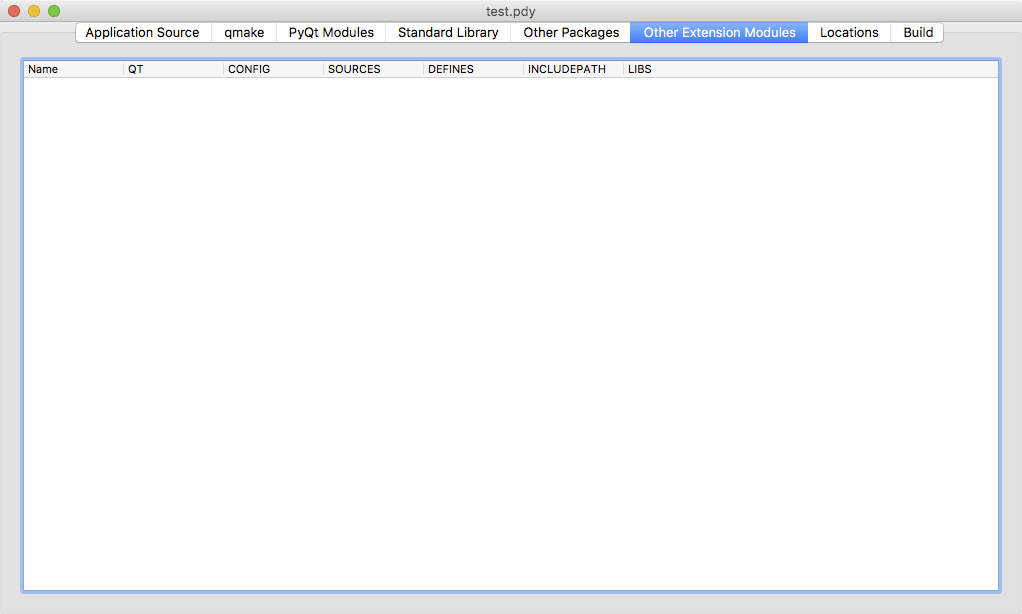 test.pdy
Application Source qmake PyQt Modules Standard Library Other Packages Other Extension Modules Locations Build
Name QT CONFIG SOURCES DEFINES INCLUDEPATH LIBS